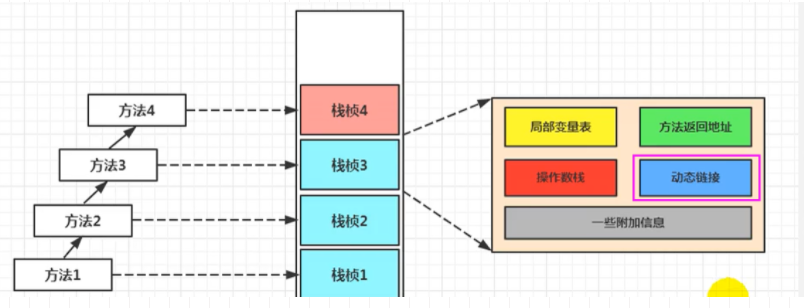 方法4
栈桢4
方法3
栈桢3
方法2
栈桢2
方法1
栈桢1
局部变量表
方法返回地址
操作数栈
动态链接
一些附加信息